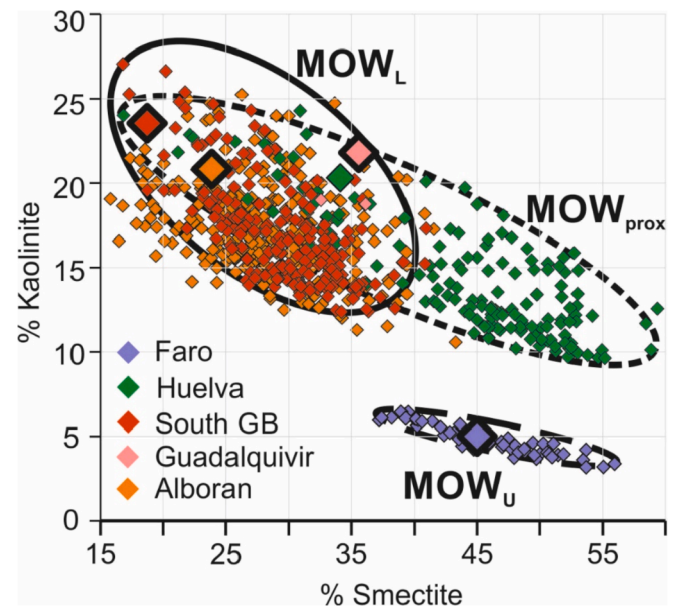 30
25
20
15
10
5
0
% Kaolinite
MOWL
MOWprox
MOWU
Faro
Huelva
South GB
Guadalquivir
Alboran
15
25
35
45
55
% Smectite